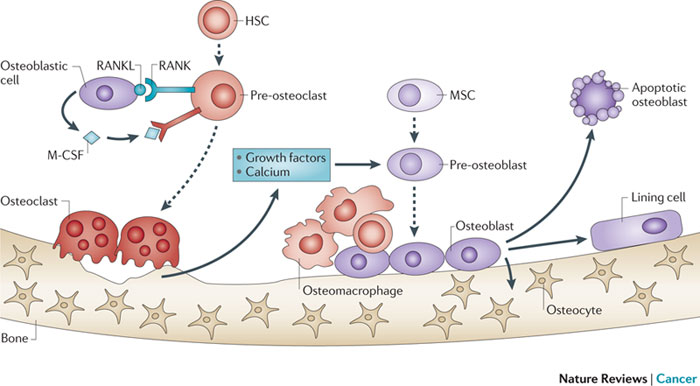 HSC
Osteoblastic
cell
RANKL
RANK
Pre-osteoclast
MSC
Apoptotic
osteoblast
M-CSF
• Growth factors
• Calcium
Pre-osteoblast
Osteoclast
Lining cell
Osteoblast
Osteomacrophage
Osteocyte
Bone
Nature Reviews | Cancer